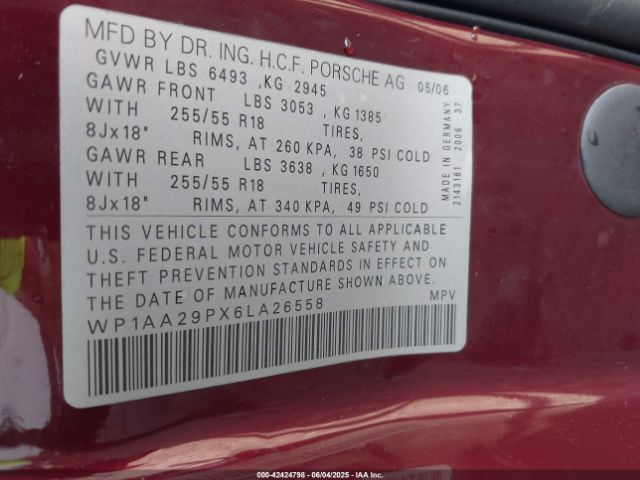 MFD BY DR. ING. H.C.F. PORSCHE AG 05/06
GVWR LBS 6493 , KG 2945
GAWR FRONT LBS 3053 , KG 1385
WITH 255/55 R18 TIRES,
8Jx18" RIMS, AT 260 KPA, 38 PSI COLD
GAWR REAR LBS 3638 , KG 1650
WITH 255/55 R18 TIRES,
8Jx18" RIMS, AT 340 KPA, 49 PSI COLD
THIS VEHICLE CONFORMS TO ALL APPLICABLE
U.S. FEDERAL MOTOR VEHICLE SAFETY AND
THEFT PREVENTION STANDARDS IN EFFECT ON
THE DATE OF MANUFACTURE SHOWN ABOVE.
WP1AA29PX6LA26558 MPV
MADE IN GERMANY
2143161 2006 37
000-42424798 - 06/04/2025 - IAA Inc.